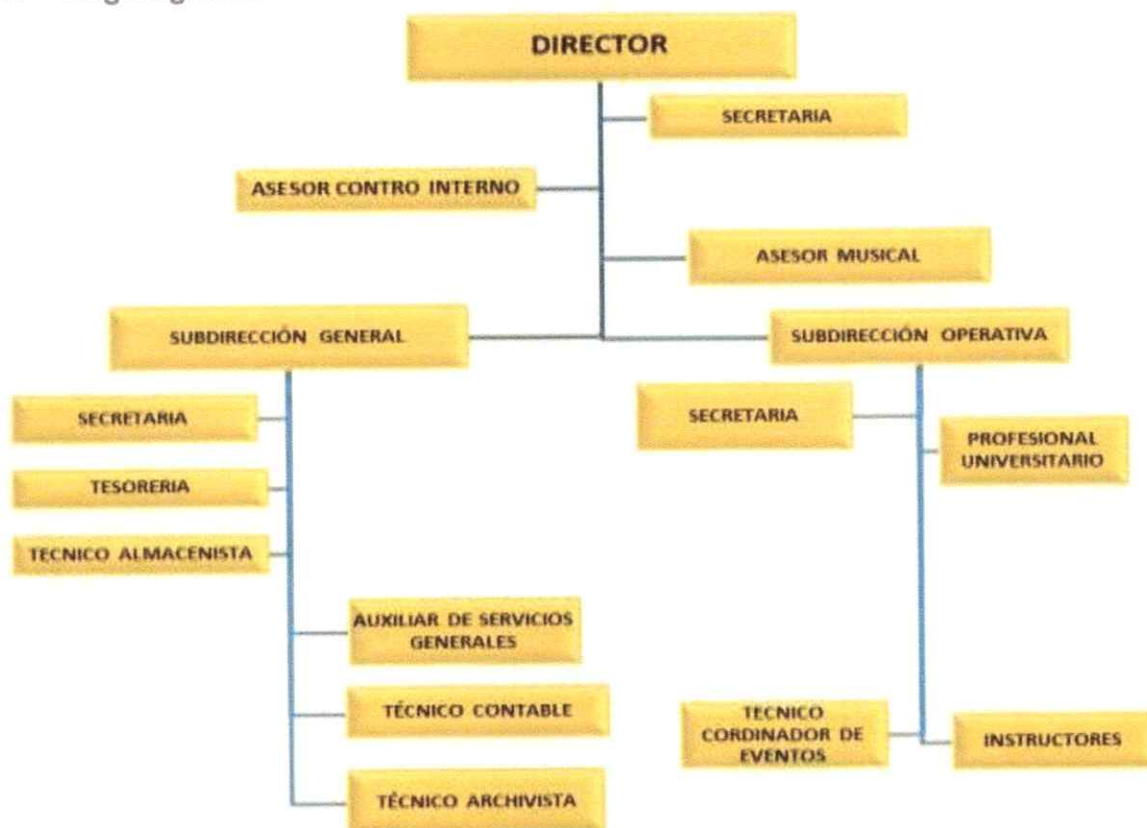 DIRECTOR
SECRETARIA
ASESOR CONTRO INTERNO
ASESOR MUSICAL
SUBDIRECCIÓN GENERAL
SUBDIRECCIÓN OPERATIVA
SECRETARIA
TESORERIA
TECNICO ALMACENISTA
AUXILIAR DE SERVICIOS
GENERALES
TÉCNICO CONTABLE
TÉCNICO ARCHIVISTA
SECRETARIA
PROFESIONAL
UNIVERSITARIO
TECNICO
CORDINADOR DE
EVENTOS
INSTRUCTORES